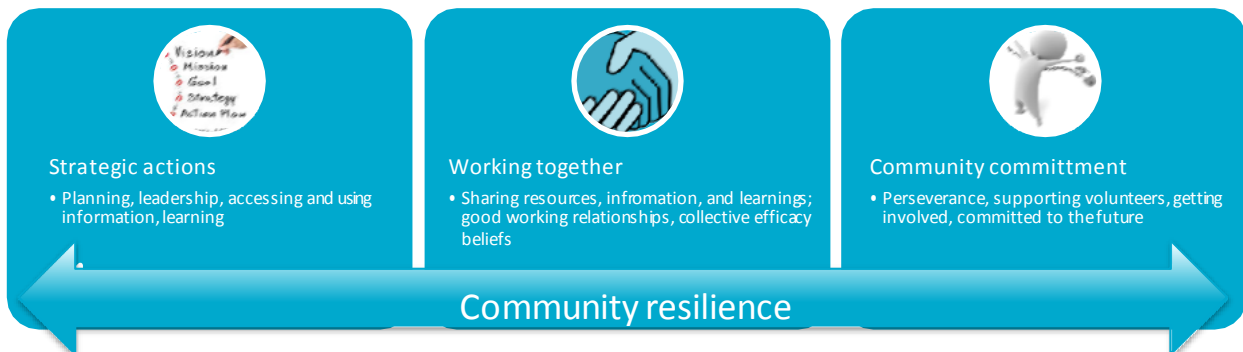 Vision
Mission
Goal
Strategy
Action Plan
Strategic actions
• Planning, leadership, accessing and using
information, learning
•
Working together
• Sharing resources, infromation, and learnings;
good working relationships, collective efficacy
beliefs
Community committment
• Perseverance, supporting volunteers, getting
involved, committed to the future
Community resilience